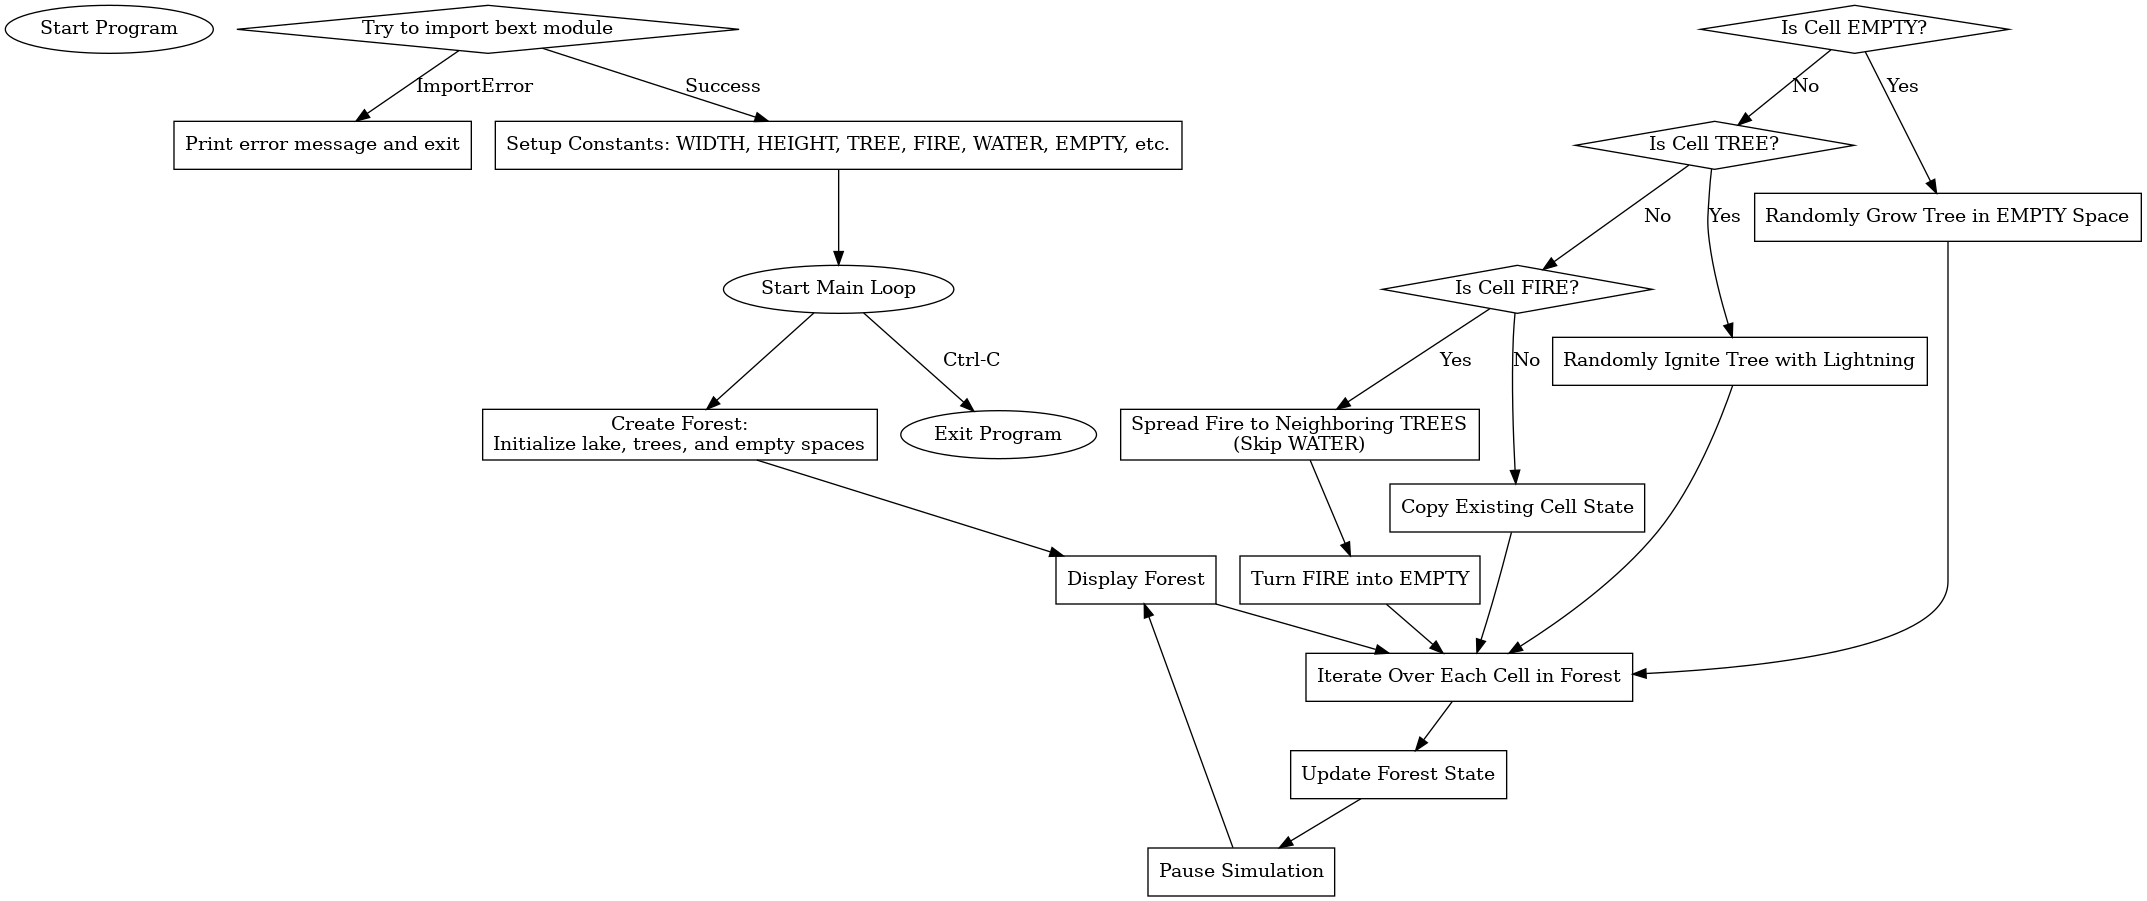 Start Program
Try to import bext module
Is Cell EMPTY?
ImportError
Success
No
Yes
Print error message and exit
Setup Constants: WIDTH, HEIGHT, TREE, FIRE, WATER, EMPTY, etc.
Is Cell TREE?
No
Yes
Randomly Grow Tree in EMPTY Space
Start Main Loop
Is Cell FIRE?
Ctrl-C
Yes
No
Randomly Ignite Tree with Lightning
Create Forest:
Initialize lake, trees, and empty spaces
Exit Program
Spread Fire to Neighboring TREES
(Skip WATER)
Copy Existing Cell State
Display Forest
Turn FIRE into EMPTY
Iterate Over Each Cell in Forest
Update Forest State
Pause Simulation